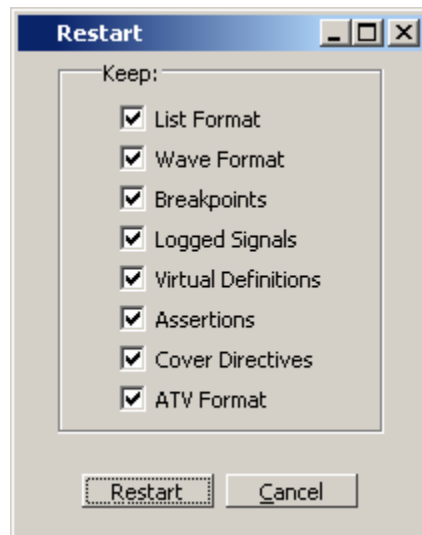 Restart
Keep:
List Format
Wave Format
Breakpoints
Logged Signals
Virtual Definitions
Assertions
Cover Directives
ATV Format
Restart Cancel